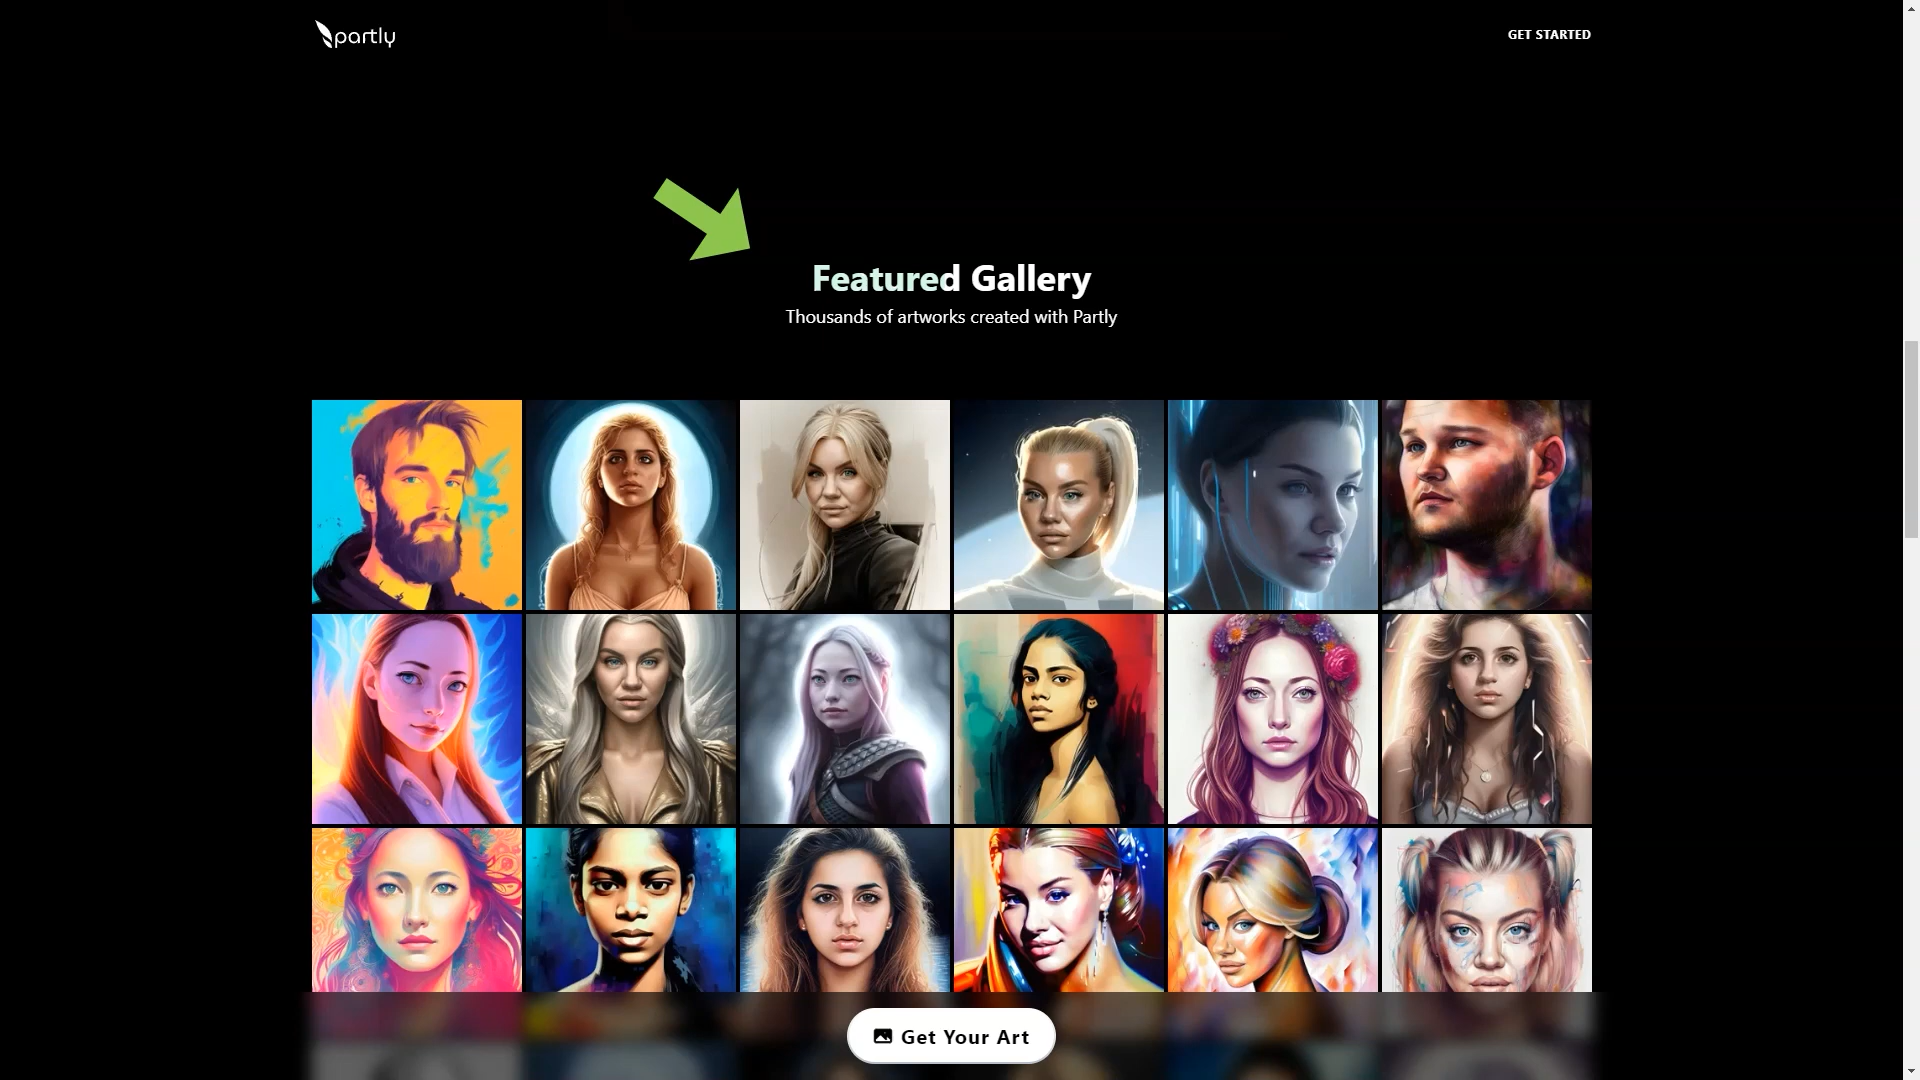 partly
GET STARTED
Featured Gallery
Thousands of artworks created with Partly
Get Your Art